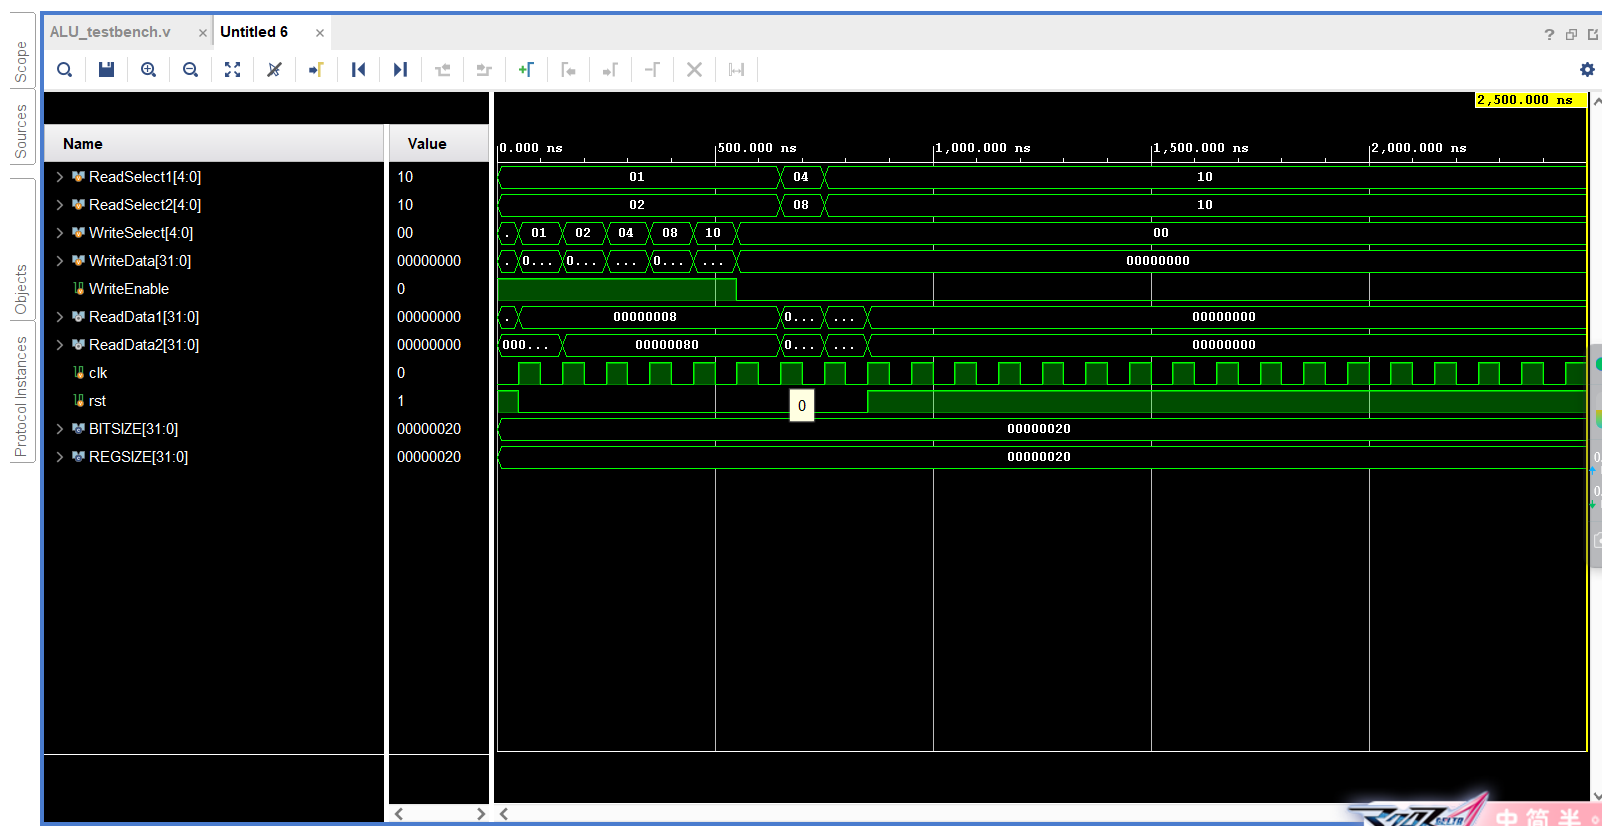 ALU_testbench.v ×
Untitled 6 ×
?
Scope
Sources
Objects
Protocol Instances
2,500.000 ns
Name Value
0.000 ns 500.000 ns 1,000.000 ns 1,500.000 ns 2,000.000 ns
ReadSelect1[4:0] 10 01 04 10
ReadSelect2[4:0] 10 02 08 10
WriteSelect[4:0] 00 . 01 02 04 08 10 00
WriteData[31:0] 00000000 . 0... 0... ... 0... ... 00000000
WriteEnable 0
ReadData1[31:0] 00000000 . 00000008 0... ... 00000000
ReadData2[31:0] 00000000 000... 00000080 0... ... 00000000
clk 0
rst 1 0
BITSIZE[31:0] 00000020 00000020
REGSIZE[31:0] 00000020 00000020
中 简 半